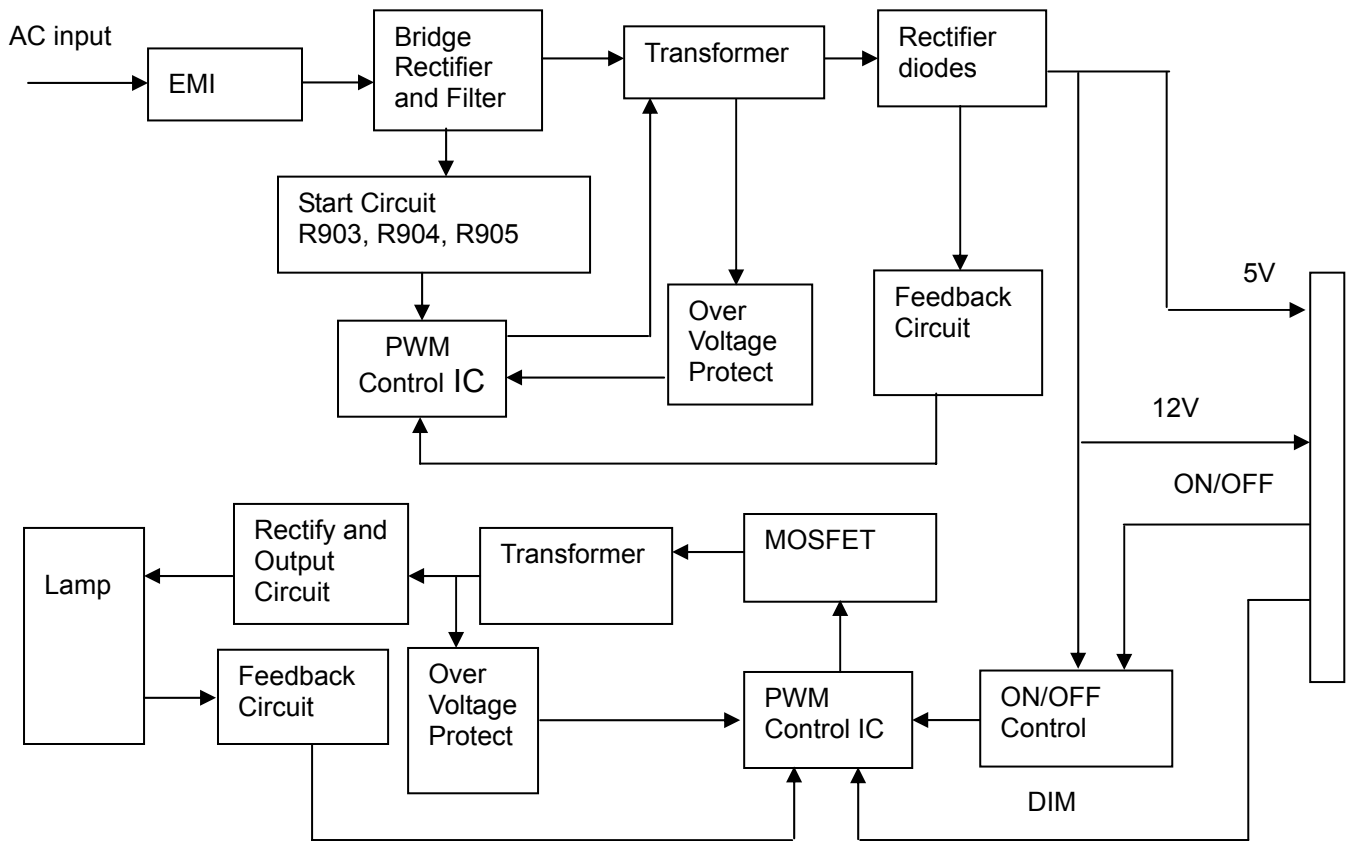 AC input
EMI
Bridge
Rectifier
and Filter
Transformer
Rectifier
diodes
Start Circuit
R903, R904, R905
PWM
Control IC
Over
Voltage
Protect
Feedback
Circuit
5V
12V
ON/OFF
Lamp
Rectify and
Output
Circuit
Transformer
MOSFET
Feedback
Circuit
Over
Voltage
Protect
PWM
Control IC
ON/OFF
Control
DIM